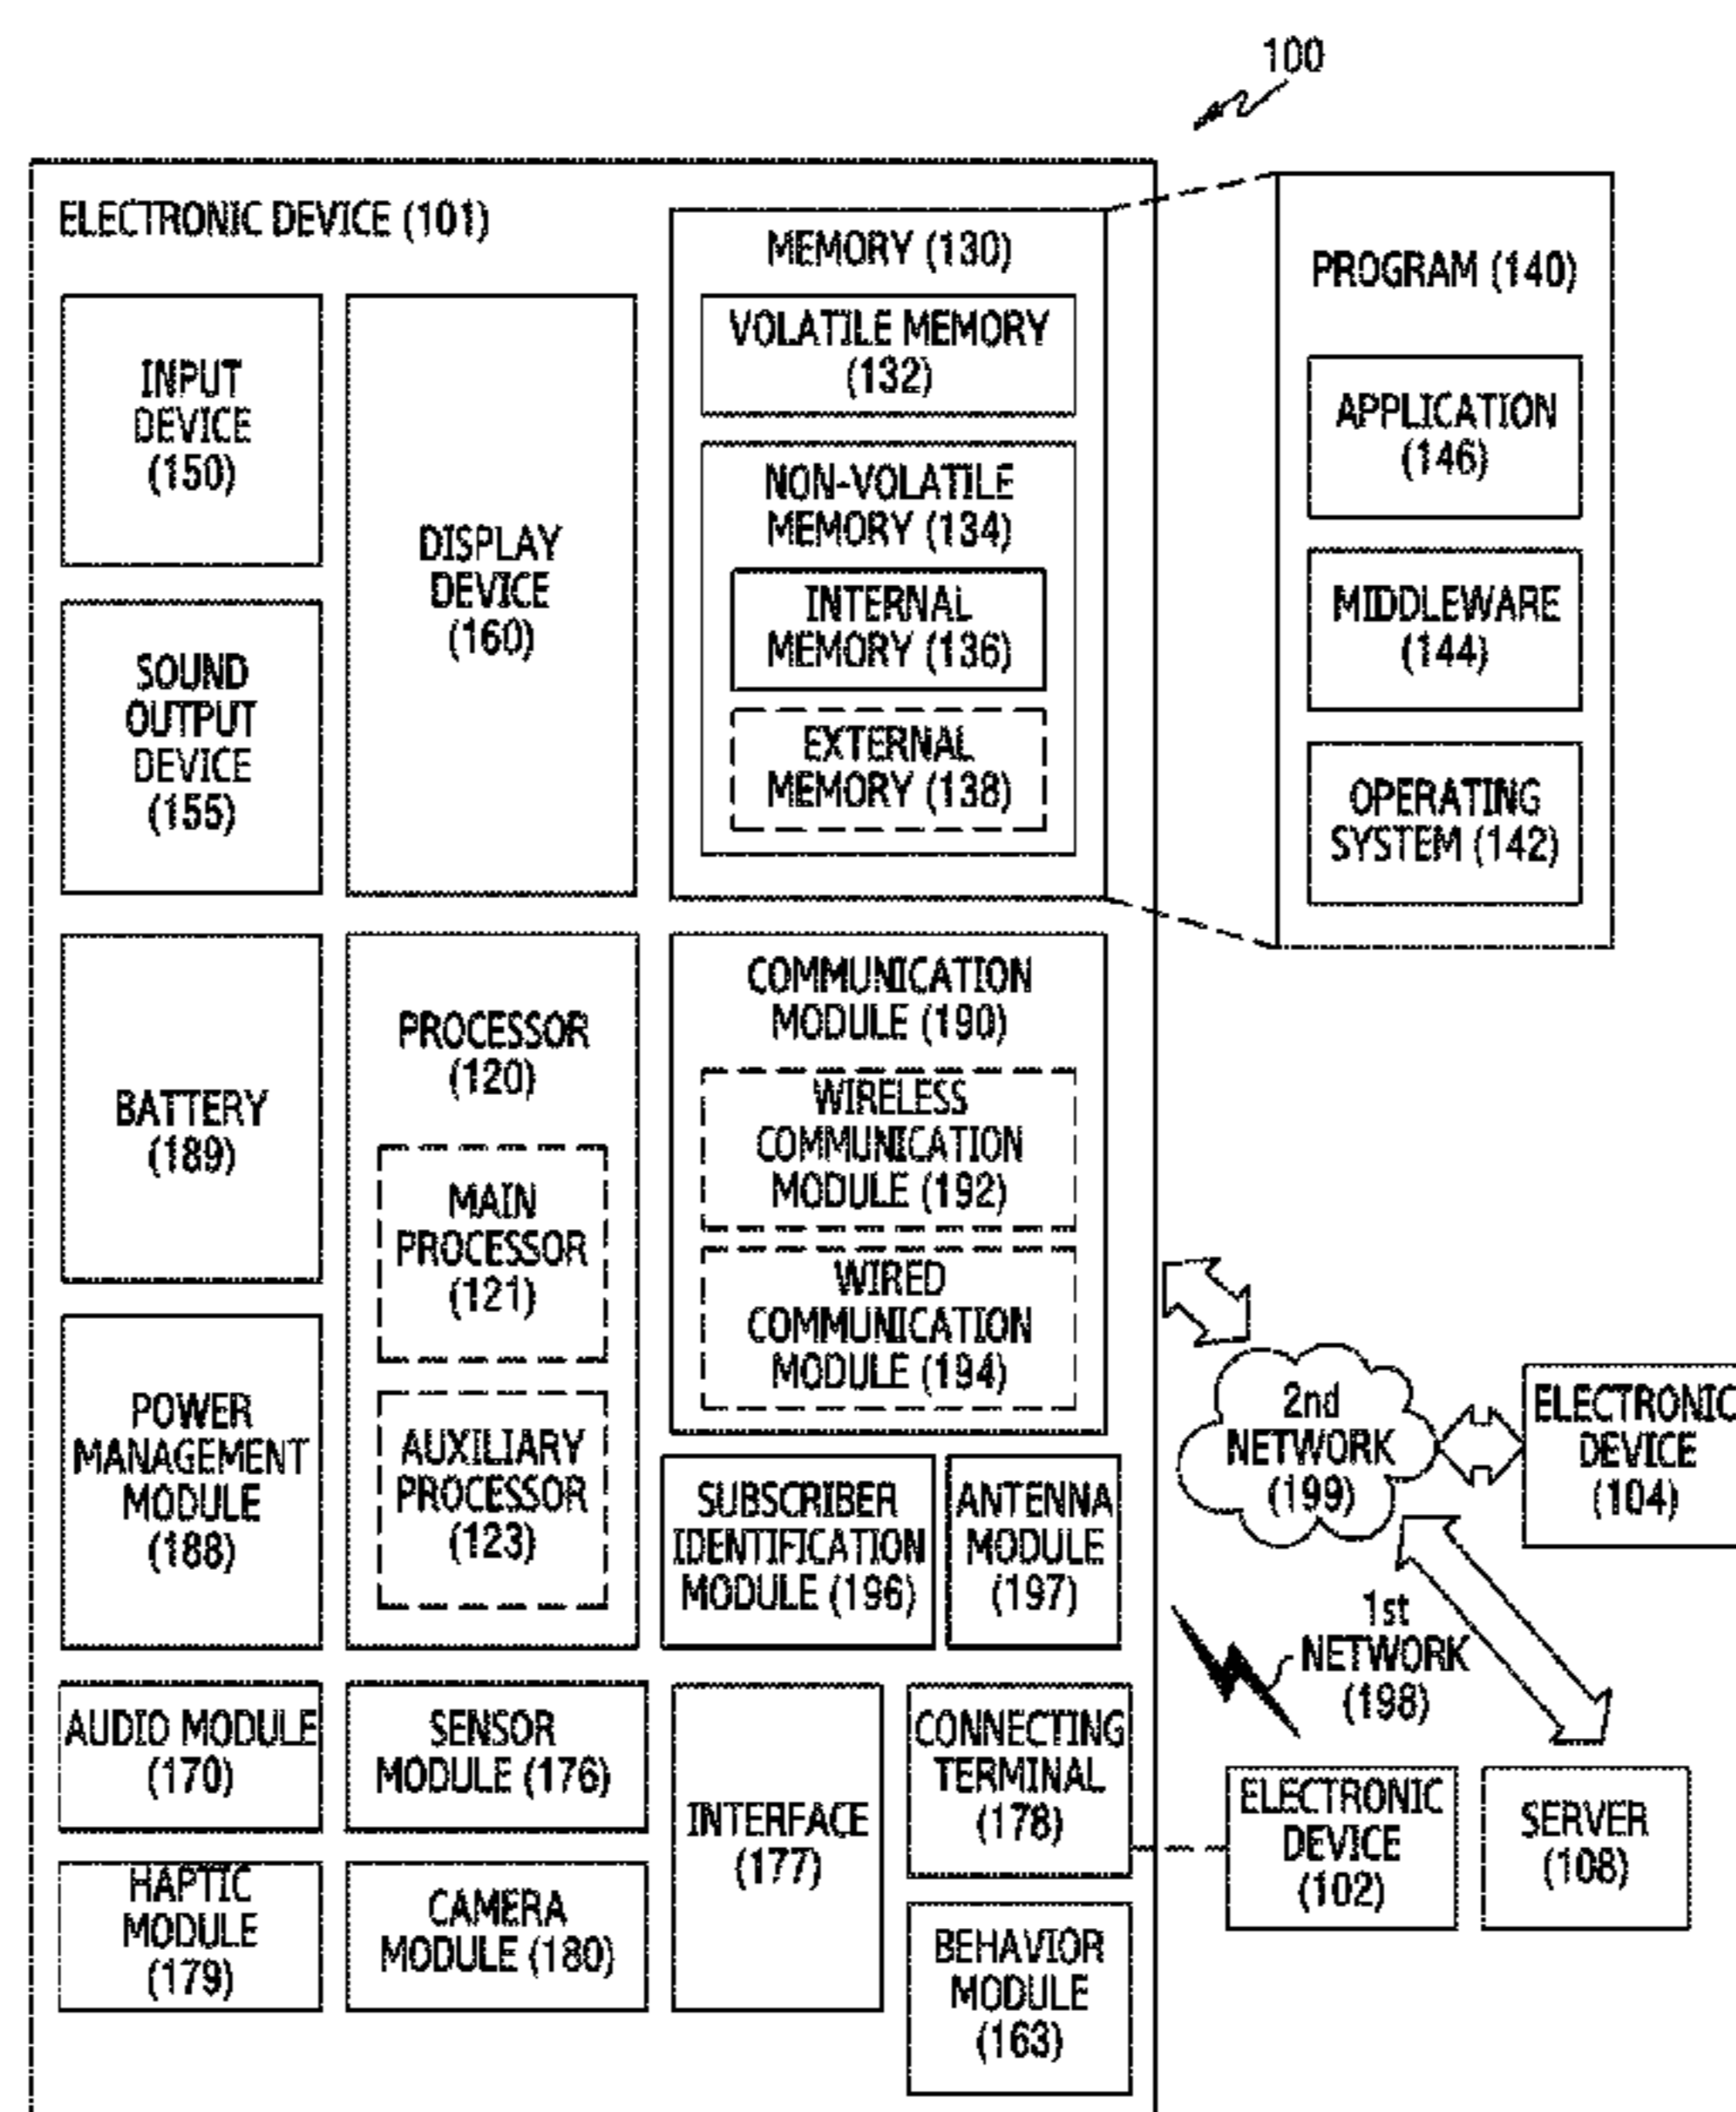 100
ELECTRONIC DEVICE (101)
INPUT
DEVICE
(150)
SOUND
OUTPUT
DEVICE
(155)
DISPLAY
DEVICE
(160)
MEMORY (130)
VOLATILE MEMORY
(132)
NON-VOLATILE
MEMORY (134)
INTERNAL
MEMORY (136)
EXTERNAL
MEMORY (138)
PROGRAM (140)
APPLICATION
(146)
MIDDLEWARE
(144)
OPERATING
SYSTEM (142)
BATTERY
(189)
POWER
MANAGEMENT
MODULE
(188)
PROCESSOR
(120)
MAIN
PROCESSOR
(121)
AUXILIARY
PROCESSOR
(123)
COMMUNICATION
MODULE (190)
WIRELESS
COMMUNICATION
MODULE (192)
WIRED
COMMUNICATION
MODULE (194)
SUBSCRIBER
IDENTIFICATION
MODULE (196)
ANTENNA
MODULE
(197)
2nd
NETWORK
(199)
ELECTRONIC
DEVICE
(104)
1st
NETWORK
(198)
AUDIO MODULE
(170)
SENSOR
MODULE (176)
INTERFACE
(177)
CONNECTING
TERMINAL
(178)
ELECTRONIC
DEVICE
(102)
SERVER
(108)
HAPTIC
MODULE
(179)
CAMERA
MODULE (180)
BEHAVIOR
MODULE
(163)